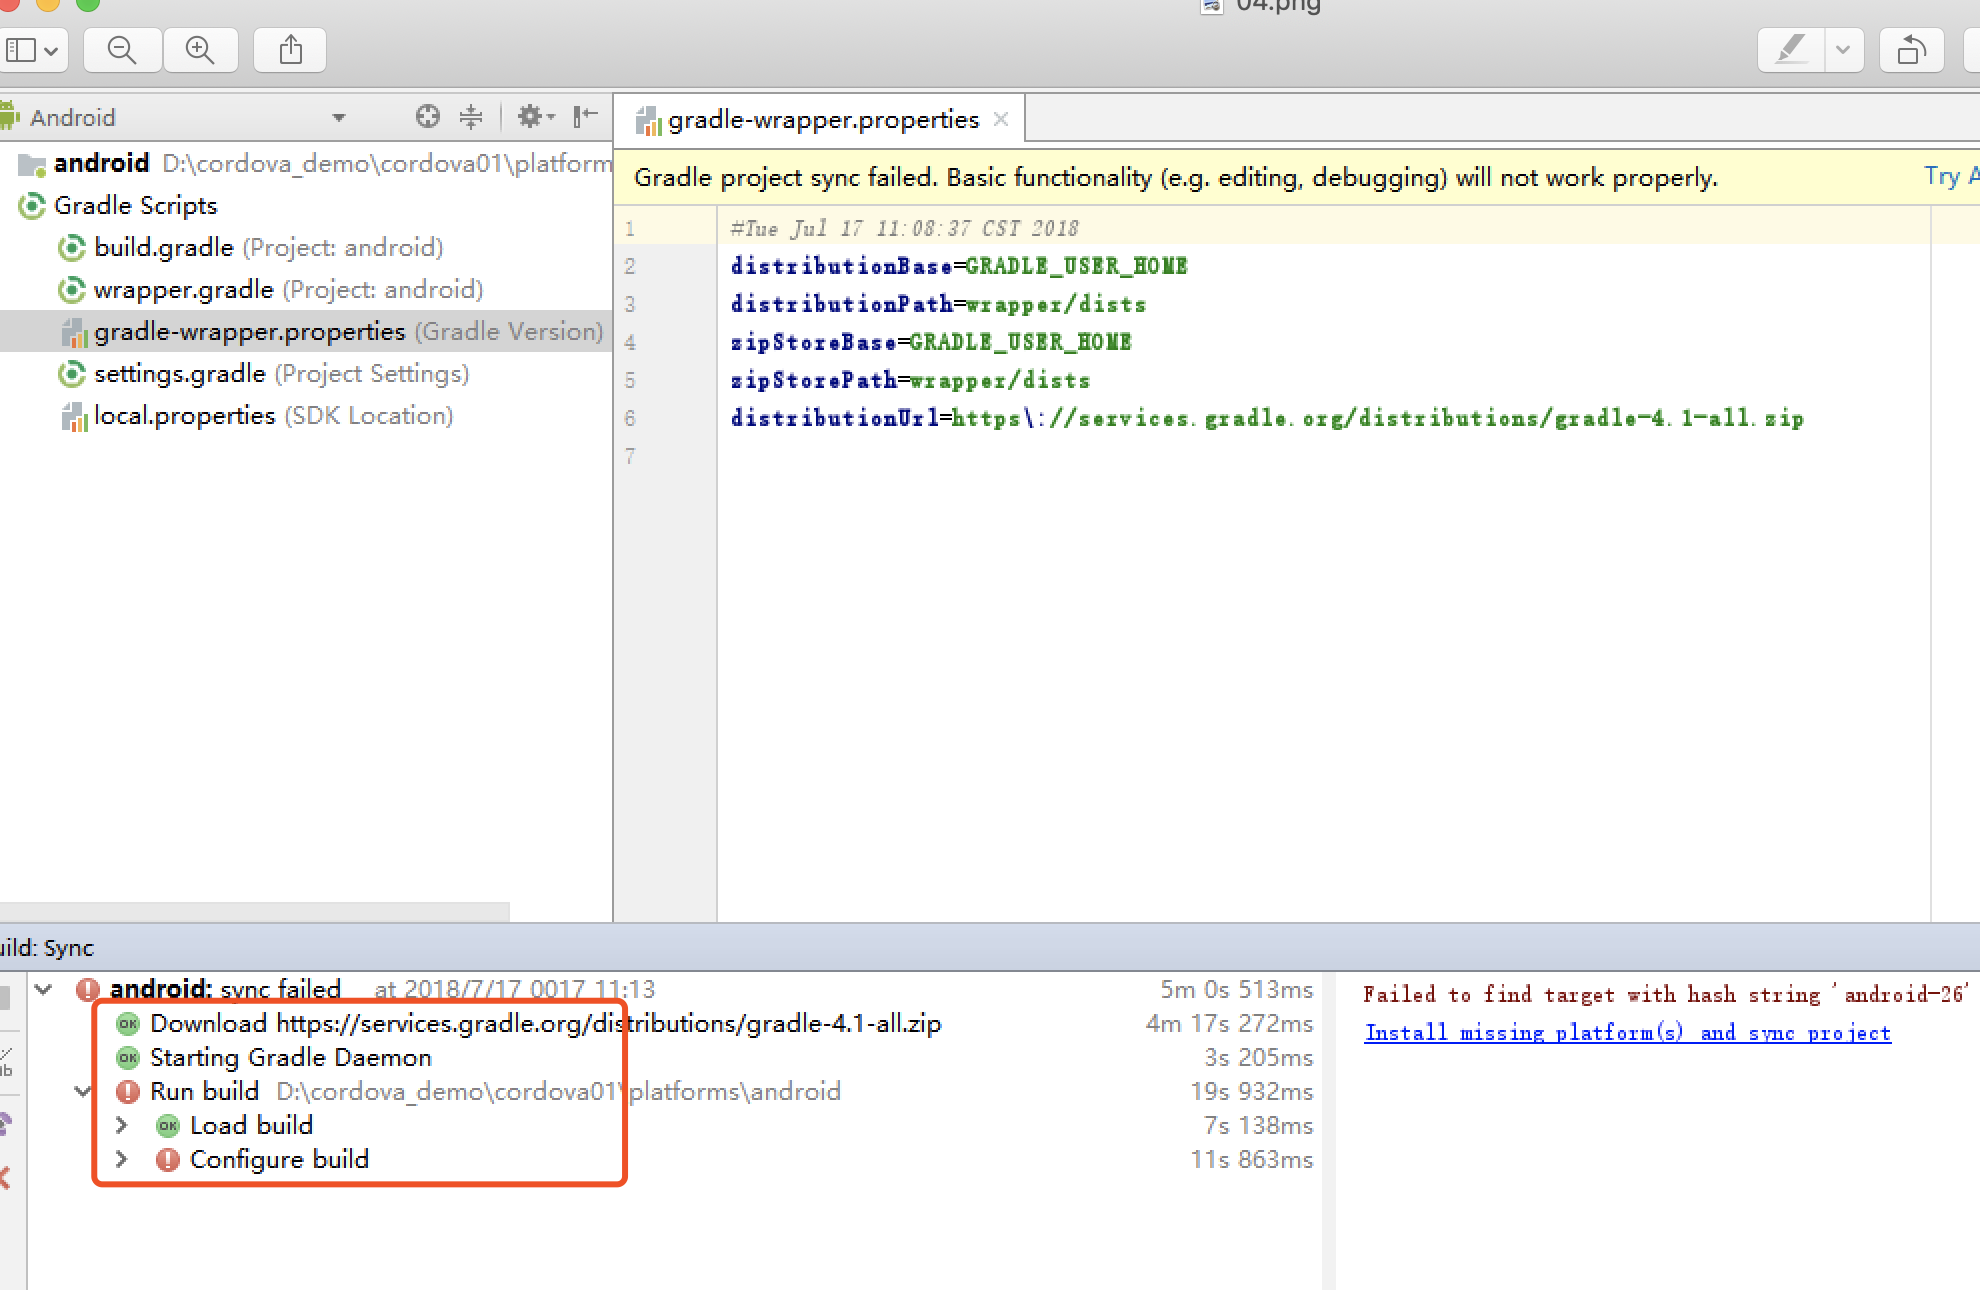 04.png
Android
android D:\cordova_demo\cordova01\platform
Gradle Scripts
build.gradle (Project: android)
wrapper.gradle (Project: android)
gradle-wrapper.properties (Gradle Version)
settings.gradle (Project Settings)
local.properties (SDK Location)
gradle-wrapper.properties
Gradle project sync failed. Basic functionality (e.g. editing, debugging) will not work properly.
Try A
1 #Tue Jul 17 11:08:37 CST 2018
2 distributionBase=GRADLE_USER_HOME
3 distributionPath=wrapper/dists
4 zipStoreBase=GRADLE_USER_HOME
5 zipStorePath=wrapper/dists
6 distributionUrl=https\://services.gradle.org/distributions/gradle-4.1-all.zip
7
uild: Sync
android: sync failed at 2018/7/17 0017 11:13 5m 0s 513ms
OK Download https://services.gradle.org/distributions/gradle-4.1-all.zip 4m 17s 272ms
OK Starting Gradle Daemon 3s 205ms
Run build D:\cordova_demo\cordova01\platforms\android 19s 932ms
OK Load build 7s 138ms
Configure build 11s 863ms
Failed to find target with hash string 'android-26'
Install missing platform(s) and sync project